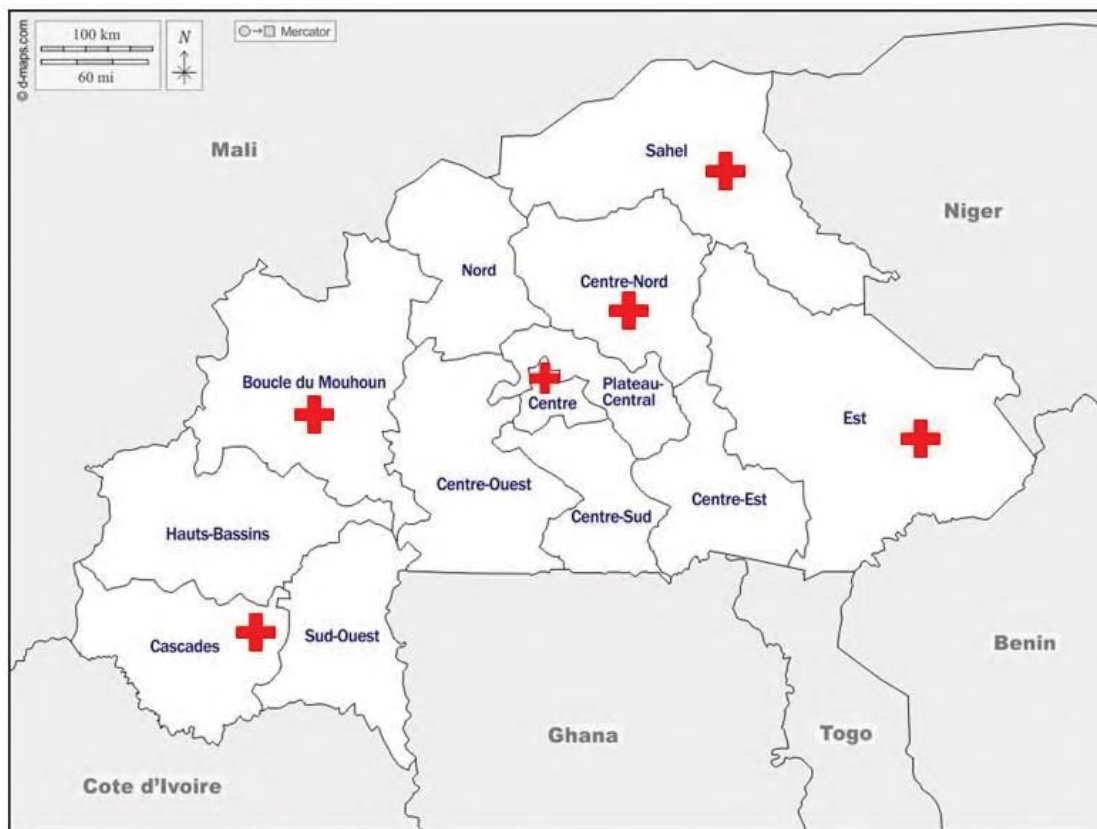 © d-maps.com
100 km
60 mi
N
Mercator
Mali
Sahel
Niger
Nord
Centre-Nord
Boucle du Mouhoun
Plateau-
Central
Centre
Est
Centre-Ouest
Centre-Est
Centre-Sud
Hauts-Bassins
Cascades
Sud-Ouest
Benin
Ghana
Togo
Cote d'Ivoire